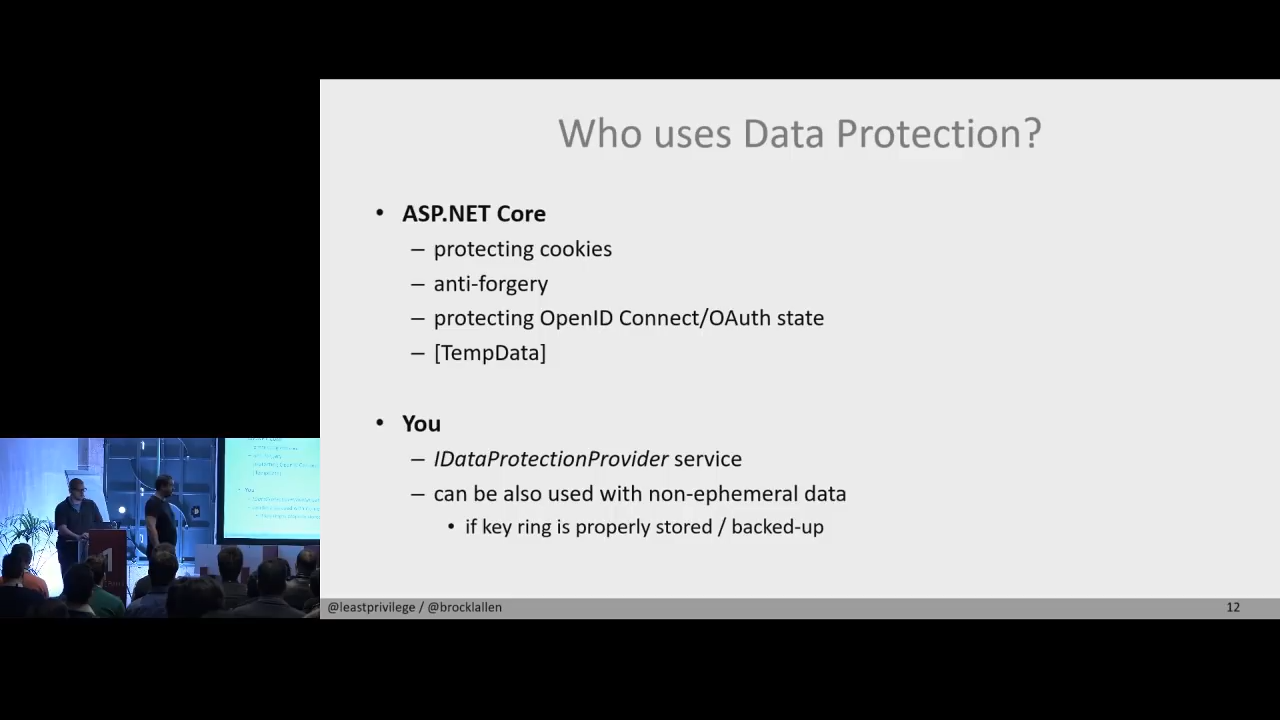 Who uses Data Protection?
• ASP.NET Core
– protecting cookies
– anti-forgery
– protecting OpenID Connect/OAuth state
– [TempData]
• You
– IDataProtectionProvider service
– can be also used with non-ephemeral data
• if key ring is properly stored / backed-up
@leastprivilege / @brocklallen
12